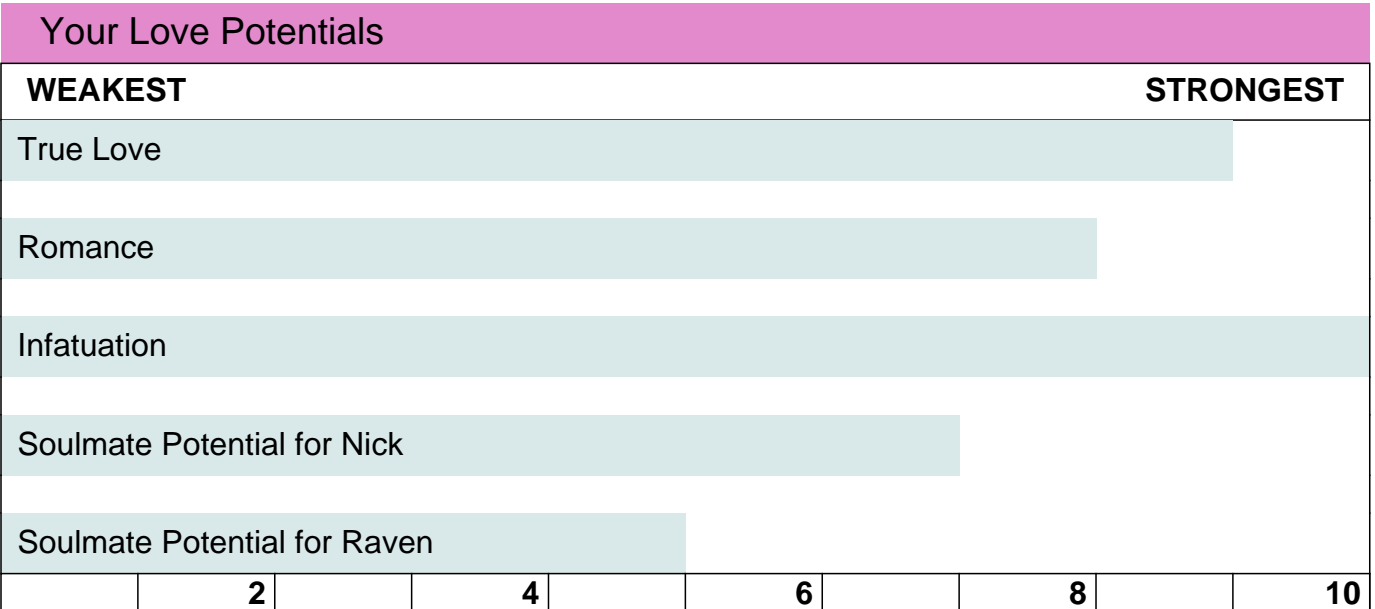 Your Love Potentials
WEAKEST STRONGEST
True Love
Romance
Infatuation
Soulmate Potential for Nick
Soulmate Potential for Raven
2 4 6 8 10